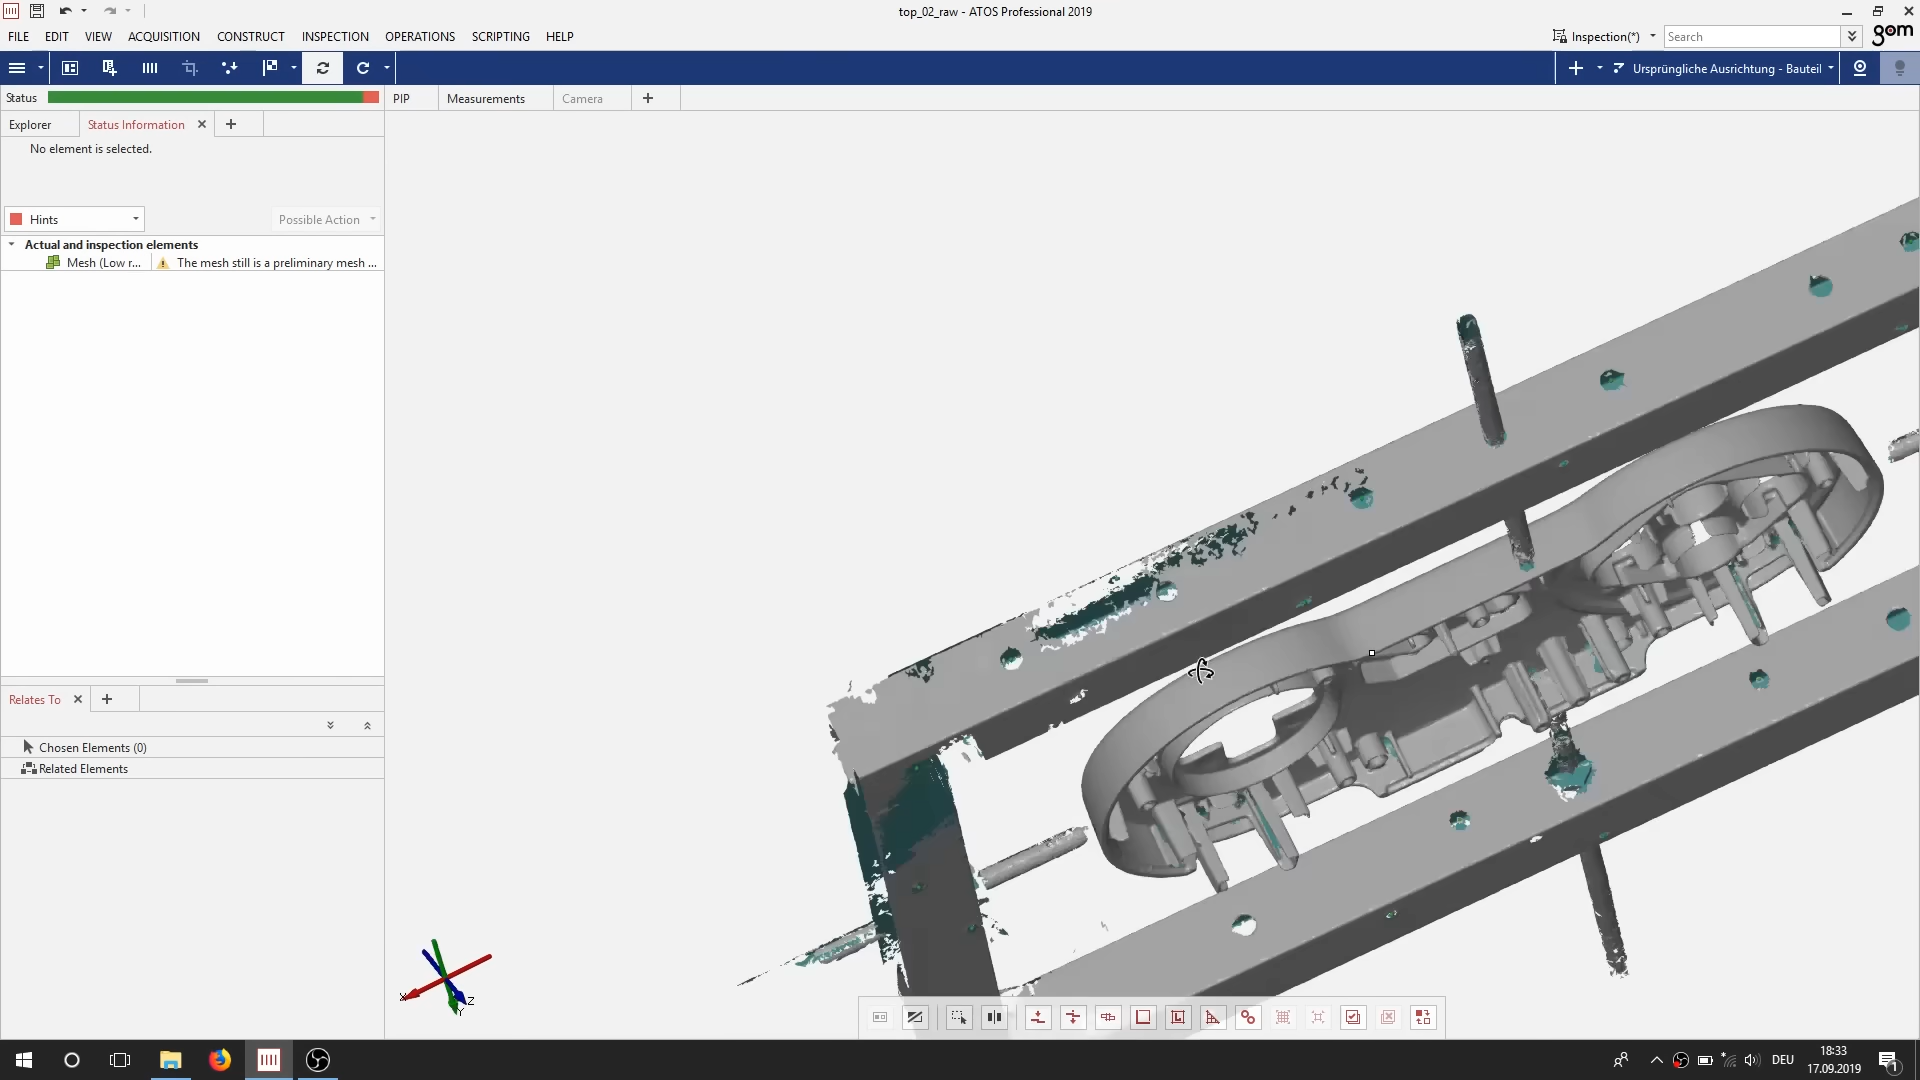 top_02_raw - ATOS Professional 2019
FILE EDIT VIEW ACQUISITION CONSTRUCT INSPECTION OPERATIONS SCRIPTING HELP
Inspection(*) Search gom
Ursprüngliche Ausrichtung - Bauteil
Status
PIP Measurements Camera
Explorer Status Information
No element is selected.
Hints Possible Action
Actual and inspection elements
Mesh (Low r... The mesh still is a preliminary mesh ...
Relates To
Chosen Elements (0)
Related Elements
X
Z
Y
18:33
DEU
17.09.2019
1